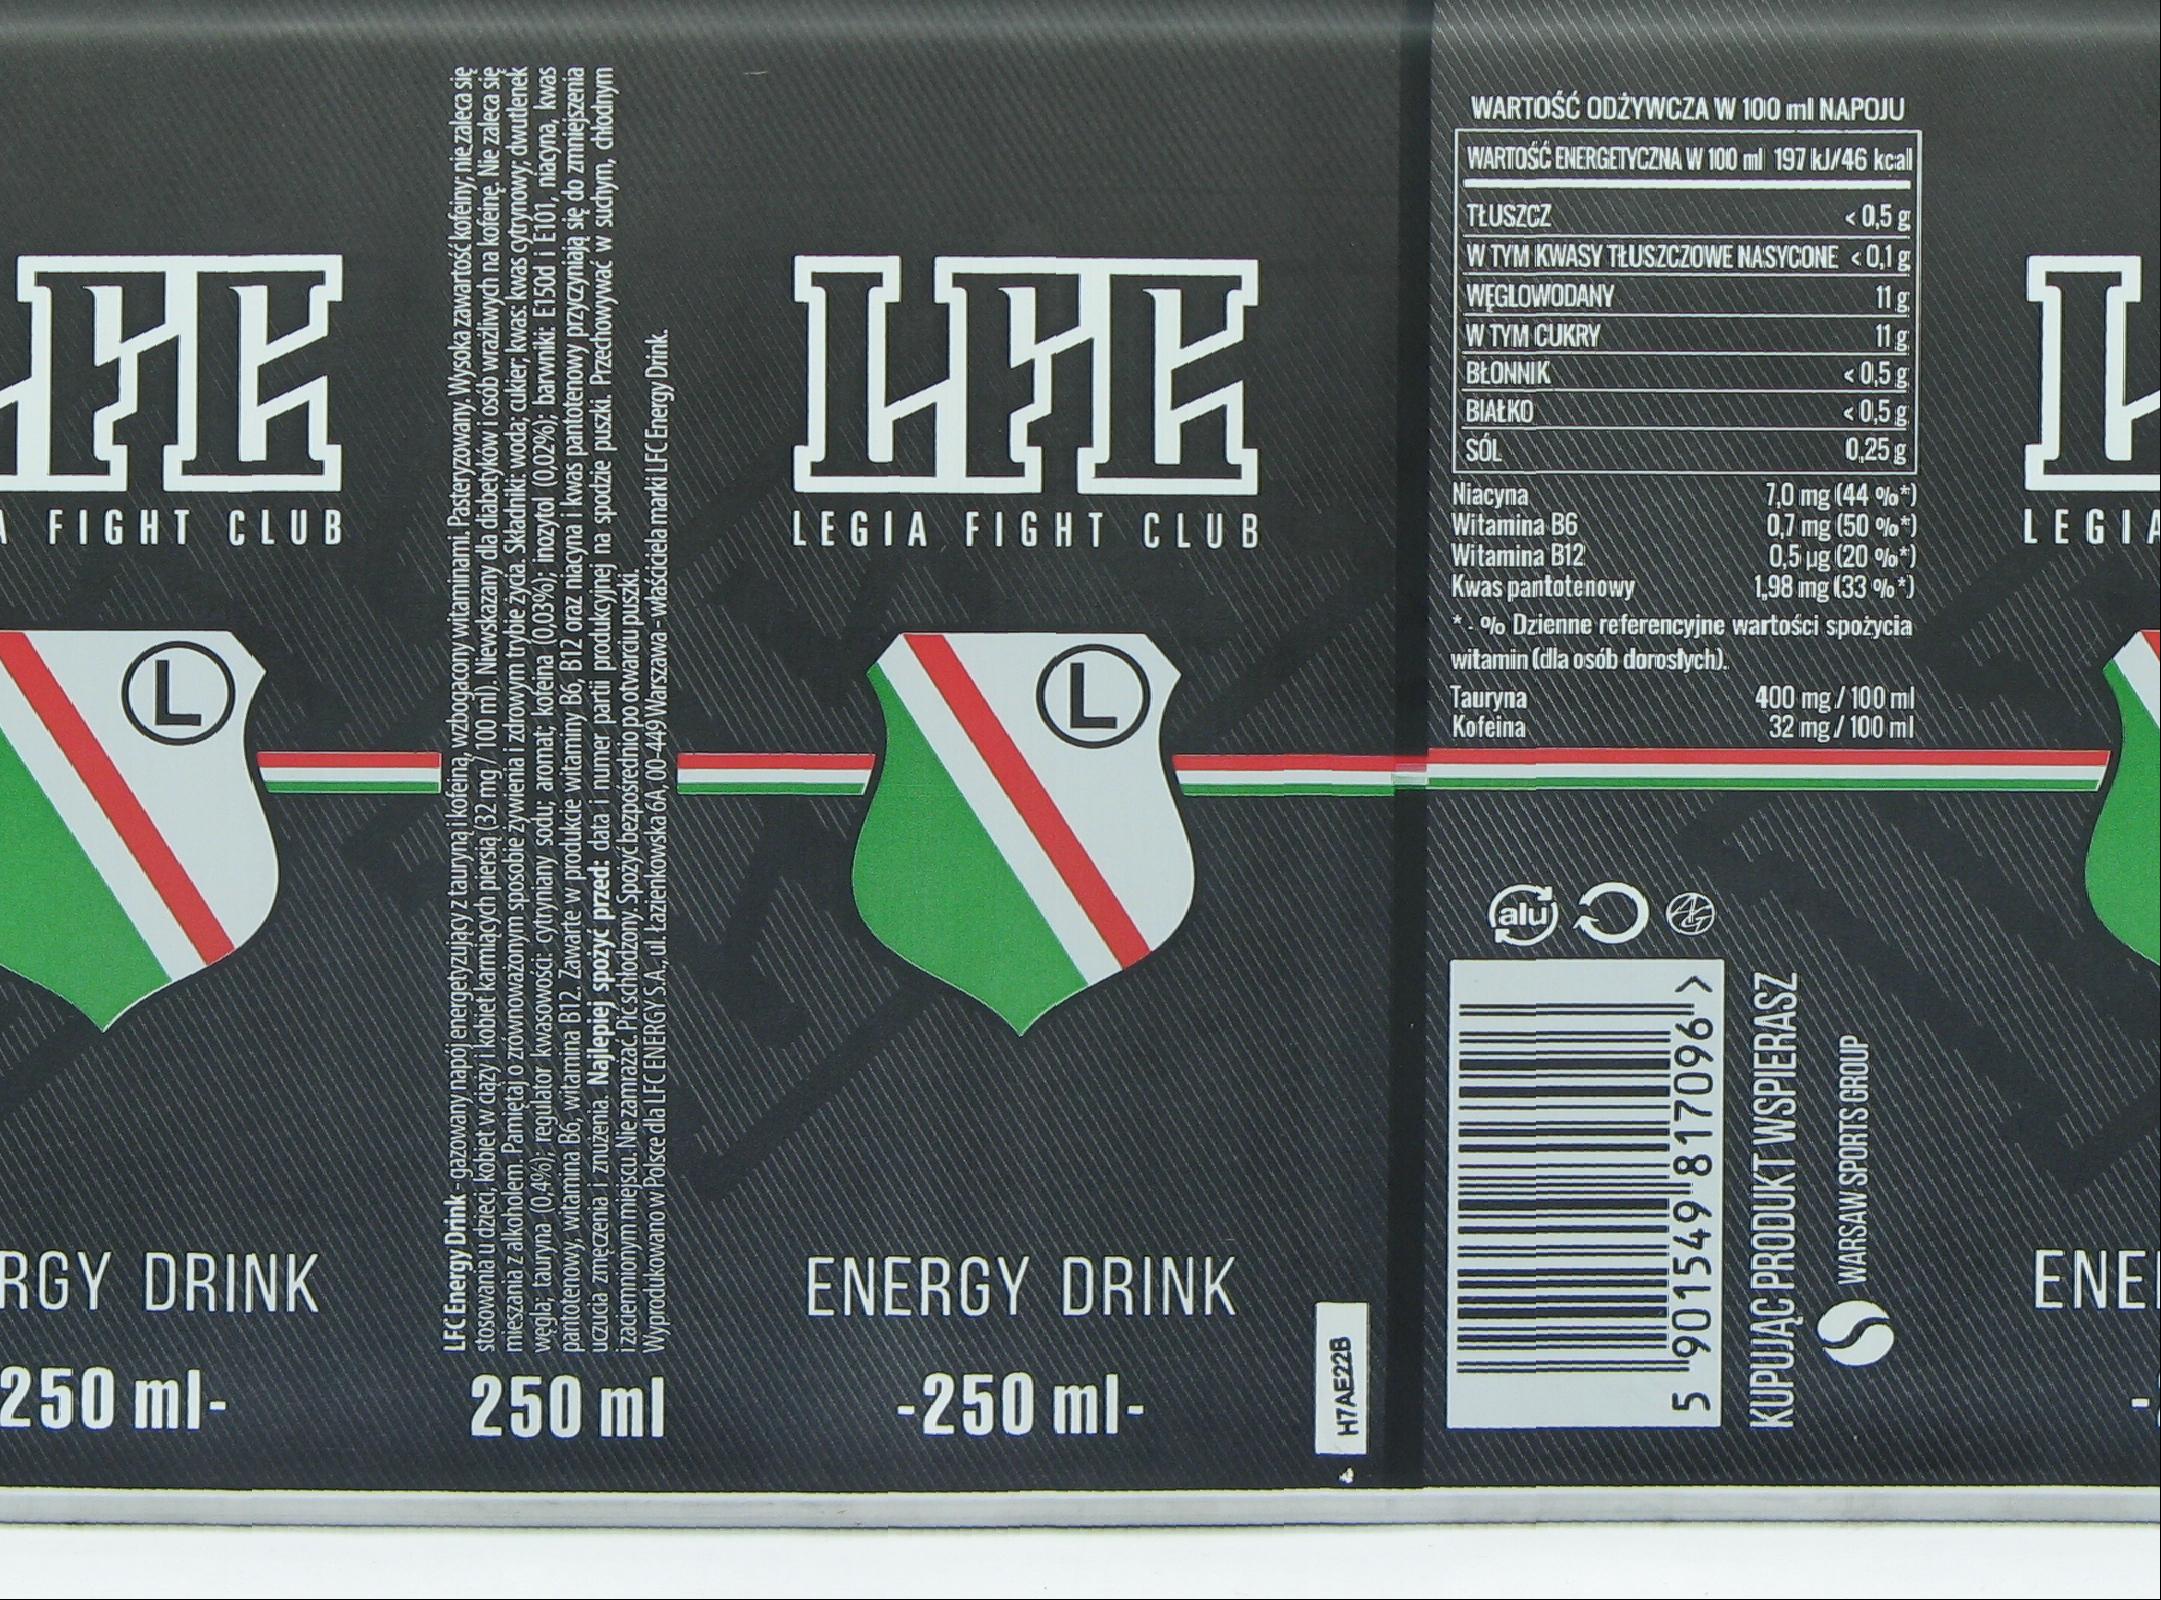 FC
A FIGHT CLUB
L
RGY DRINK
250 ml-
LFC Energy Drink - gazowany napój energetyzujący z tauryną i kofeiną, wzbogacony witaminami. Pasteryzowany. Wysoka zawartość kofeiny; nie zaleca się
stosowania u dzieci, kobiet w ciąży i kobiet karmiących piersią (32 mg / 100 ml). Niewskazany dla diabetyków i osób wrażliwych na kofeinę. Nie zaleca się
mieszania z alkoholem. Pamiętaj o zrównoważonym sposobie żywienia i zdrowym trybie życia. Składniki: woda; cukier; kwas: kwas cytrynowy; dwutlenek
węgla; tauryna (0,4%); regulator kwasowości: cytryniany sodu; aromat; kofeina (0,03%); inozytol (0,02%); barwniki: E150d i E101, niacyna, kwas
pantotenowy, witamina B6, witamina B12. Zawarte w produkcie witaminy B6, B12 oraz niacyna i kwas pantotenowy przyczyniają się do zmniejszenia
uczucia zmęczenia i znużenia. Najlepiej spożyć przed: data i numer partii produkcyjnej na spodzie puszki. Przechowywać w suchym, chłodnym
i zaciemnionym miejscu. Nie zamrażać. Pić schłodzony. Spożyć bezpośrednio po otwarciu puszki.
Wyprodukowano w Polsce dla LFC ENERGY S.A., ul. Łazienkowska 6A, 00-449 Warszawa - właściciela marki LFC Energy Drink.
250 ml
LFC
LEGIA FIGHT CLUB
L
ENERGY DRINK
-250 ml-
H7AE22B
WARTOŚĆ ODŻYWCZA W 100 ml NAPOJU
WARTOŚĆ ENERGETYCZNA W 100 ml 197 kJ/46 kcal
TŁUSZCZ < 0,5 g
W TYM KWASY TŁUSZCZOWE NASYCONE < 0,1 g
WĘGLOWODANY 11 g
W TYM CUKRY 11 g
BŁONNIK < 0,5 g
BIAŁKO < 0,5 g
SÓL 0,25 g
Niacyna 7,0 mg (44 %*)
Witamina B6 0,7 mg (50 %*)
Witamina B12 0,5 µg (20 %*)
Kwas pantotenowy 1,98 mg (33 %*)
* - % Dzienne referencyjne wartości spożycia
witamin (dla osób dorosłych).
Tauryna 400 mg / 100 ml
Kofeina 32 mg / 100 ml
alu
5 901549 817096 >
KUPUJĄC PRODUKT WSPIERASZ
WARSAW SPORTS GROUP
L
LEGIA
ENE